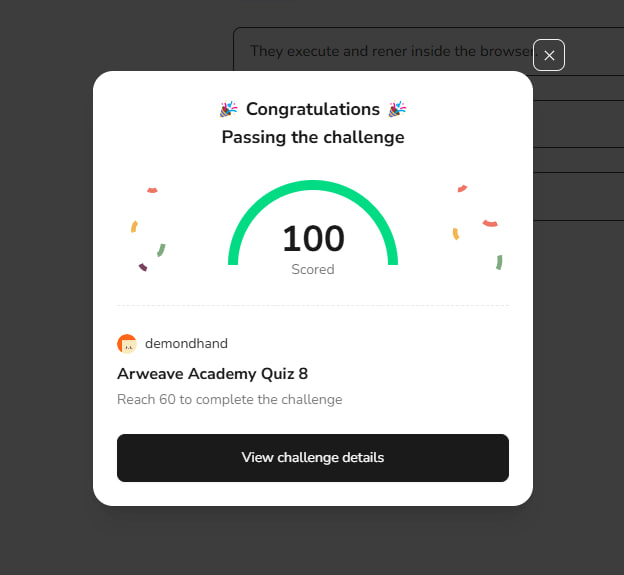 They execute and rener inside the browser
Congratulations
Passing the challenge
100
Scored
demondhand
Arweave Academy Quiz 8
Reach 60 to complete the challenge
View challenge details